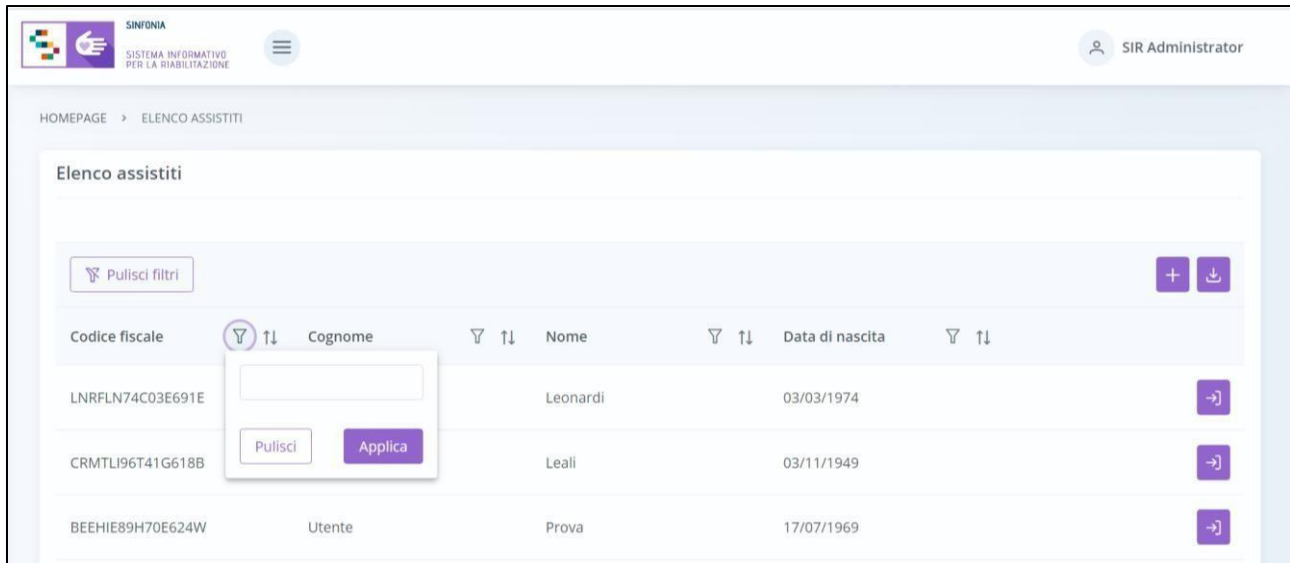 SINFONIA
SISTEMA INFORMATIVO
PER LA RIABILITAZIONE
SIR Administrator
HOMEPAGE > ELENCO ASSISTITI
Elenco assistiti
Pulisci filtri
Codice fiscale Cognome Nome Data di nascita
LNRFLN74C03E691E Leonardi 03/03/1974
Pulisci Applica
CRMTLI96T41G618B Leali 03/11/1949
BEEHIE89H70E624W Utente Prova 17/07/1969